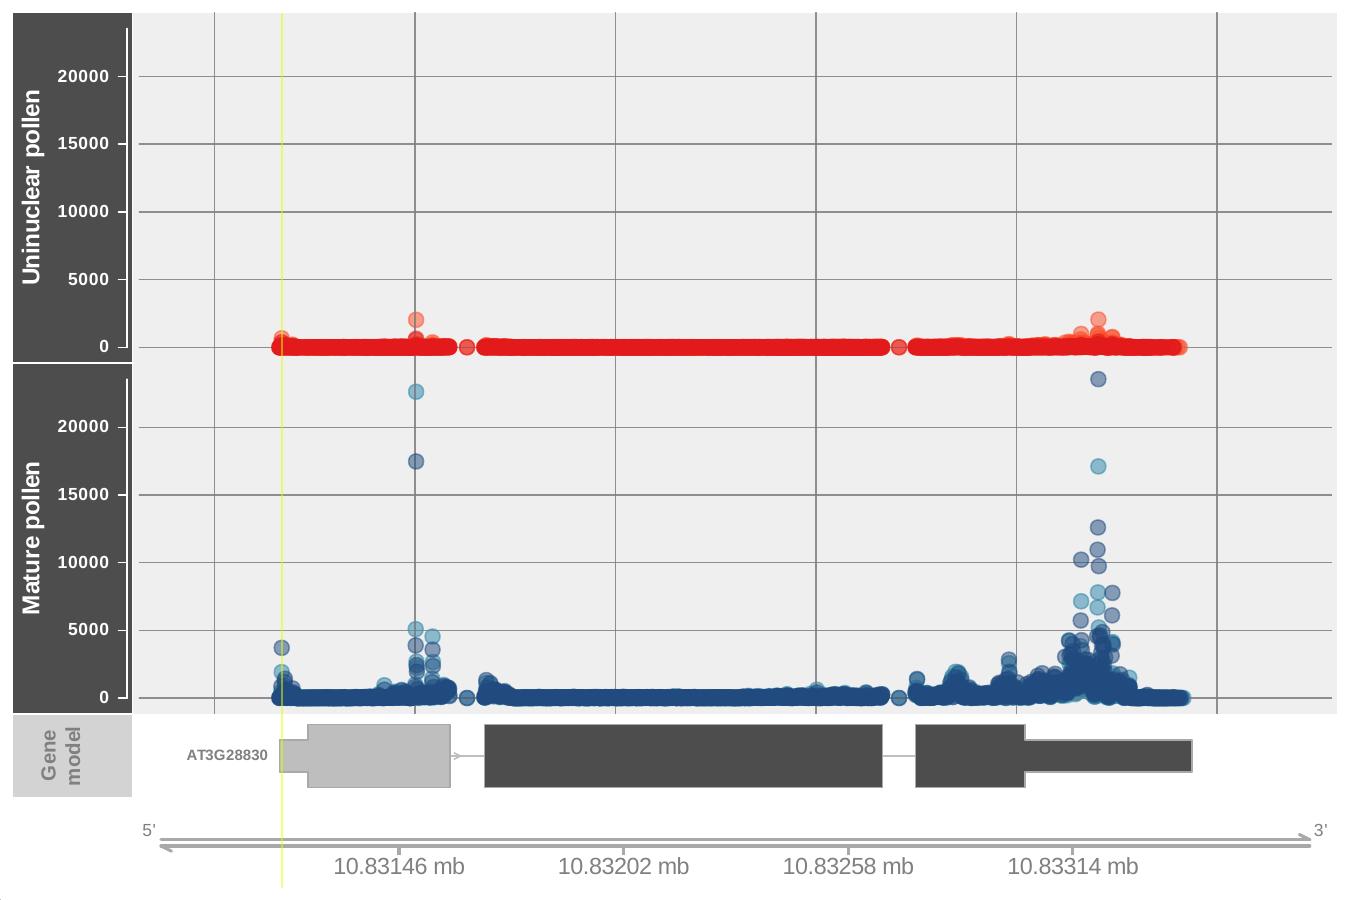 Uninuclear pollen
20000
15000
10000
5000
0
Mature pollen
20000
15000
10000
5000
0
Gene
model
AT3G28830
5'
3'
10.83146 mb
10.83202 mb
10.83258 mb
10.83314 mb